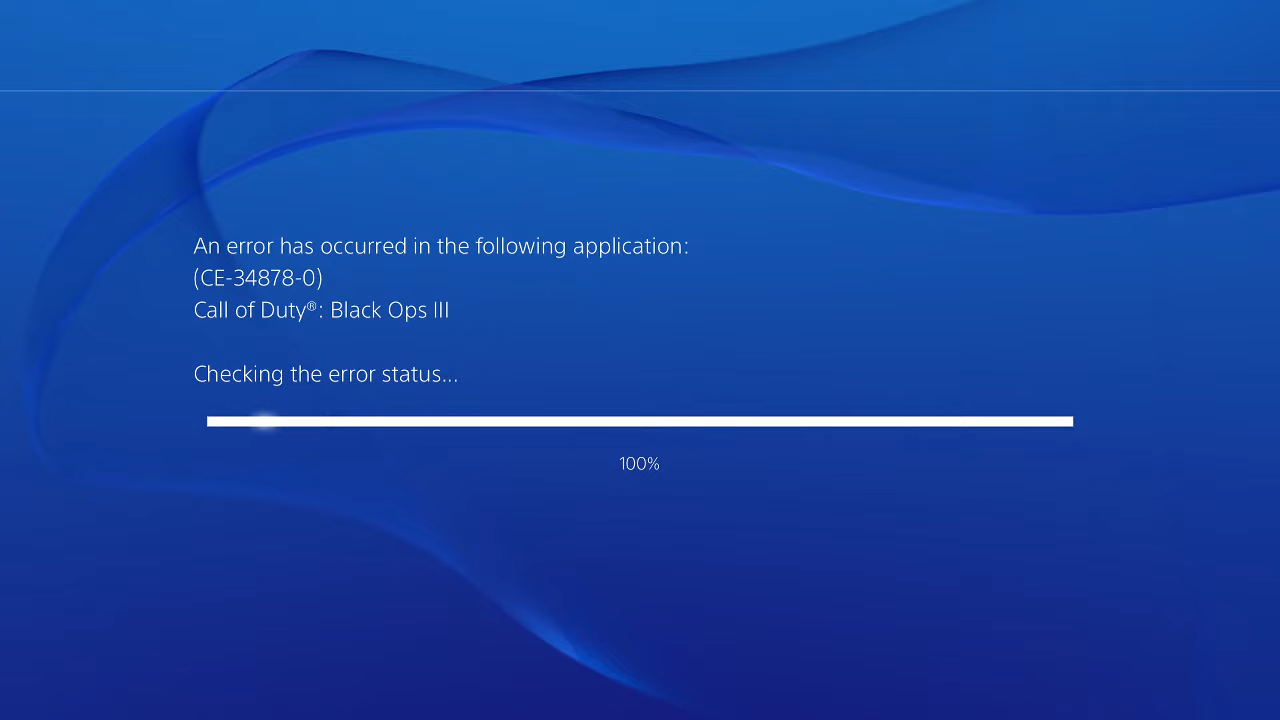 An error has occurred in the following application:
(CE-34878-0)
Call of Duty®: Black Ops III
Checking the error status...
100%